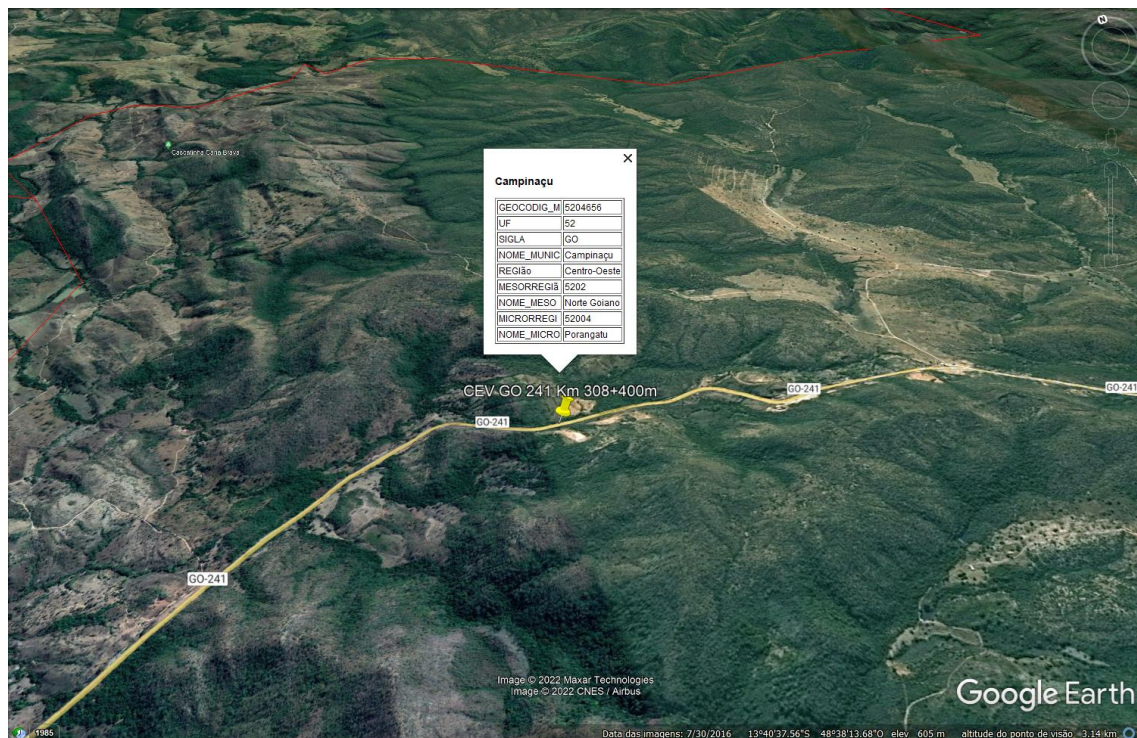 N
Cascatinha Cana Brava
Campinaçu
GEOCODIG_M 5204656
UF 52
SIGLA GO
NOME_MUNIC Campinaçu
REGIão Centro-Oeste
MESORREGIã 5202
NOME_MESO Norte Goiano
MICRORREGI 52004
NOME_MICRO Porangatu
CEV GO 241 Km 308+400m
GO-241
GO-241
GO-241
GO-241
Image © 2022 Maxar Technologies
Image © 2022 CNES / Airbus
Google Earth
1985
Data das imagens: 7/30/2016 13°40'37.56"S 48°38'13.68"O elev 605 m altitude do ponto de visão 3.14 km